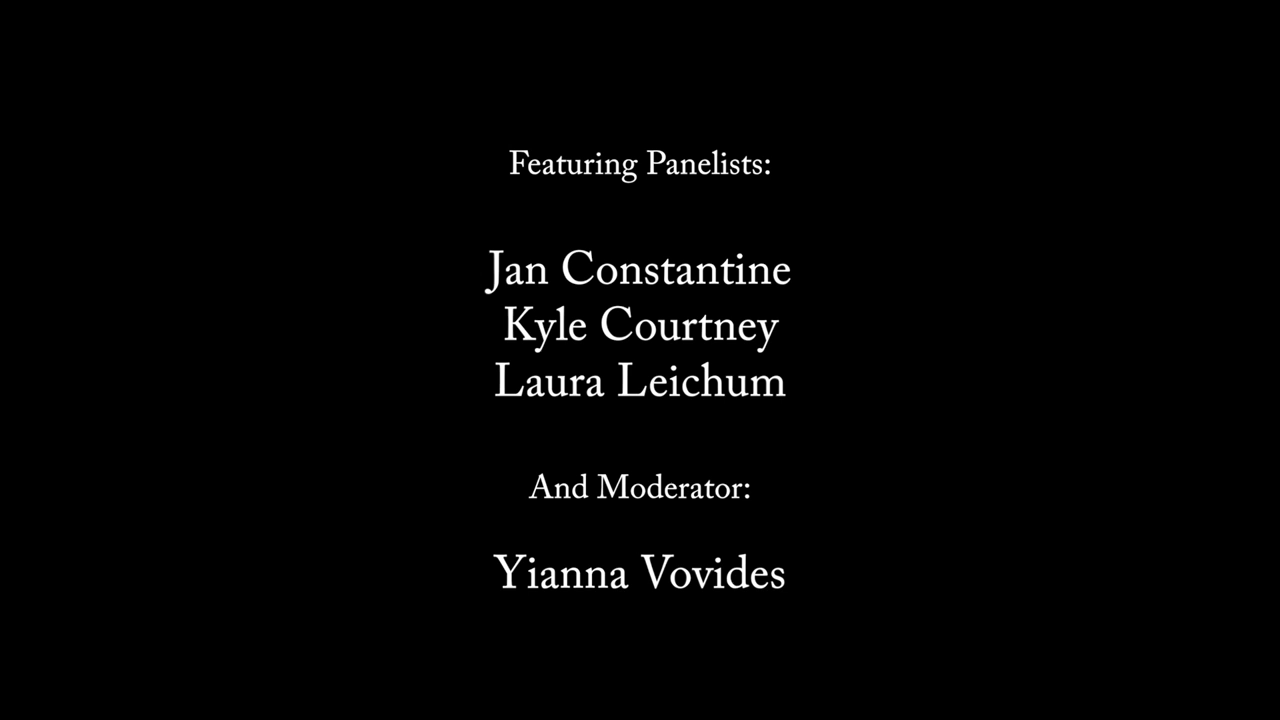 Featuring Panelists:
Jan Constantine
Kyle Courtney
Laura Leichum
And Moderator:
Yianna Vovides